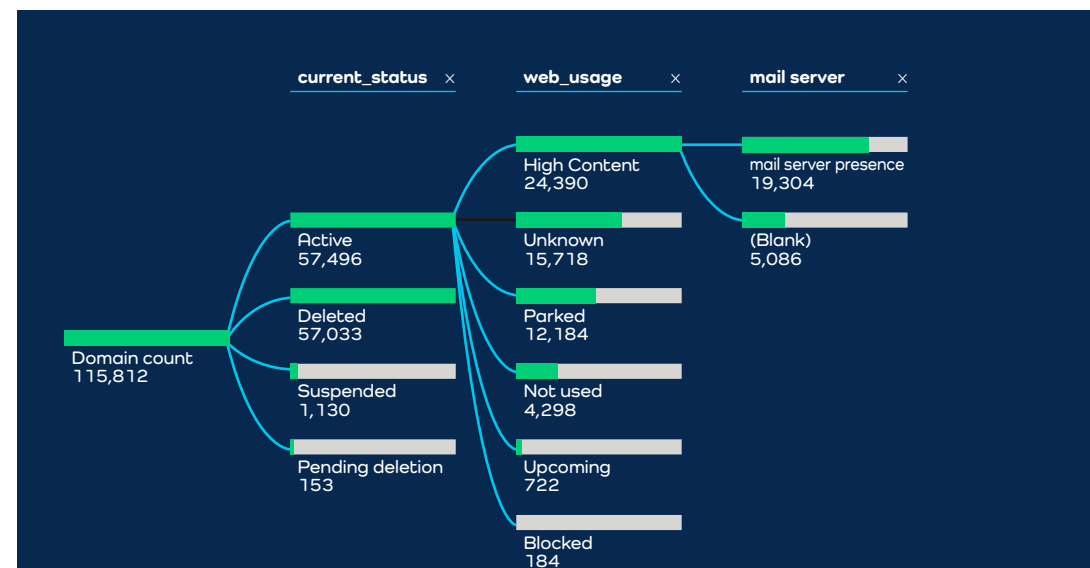 current_status ×
web_usage ×
mail server ×
Domain count
115,812
Active
57,496
Deleted
57,033
Suspended
1,130
Pending deletion
153
High Content
24,390
Unknown
15,718
Parked
12,184
Not used
4,298
Upcoming
722
Blocked
184
mail server presence
19,304
(Blank)
5,086